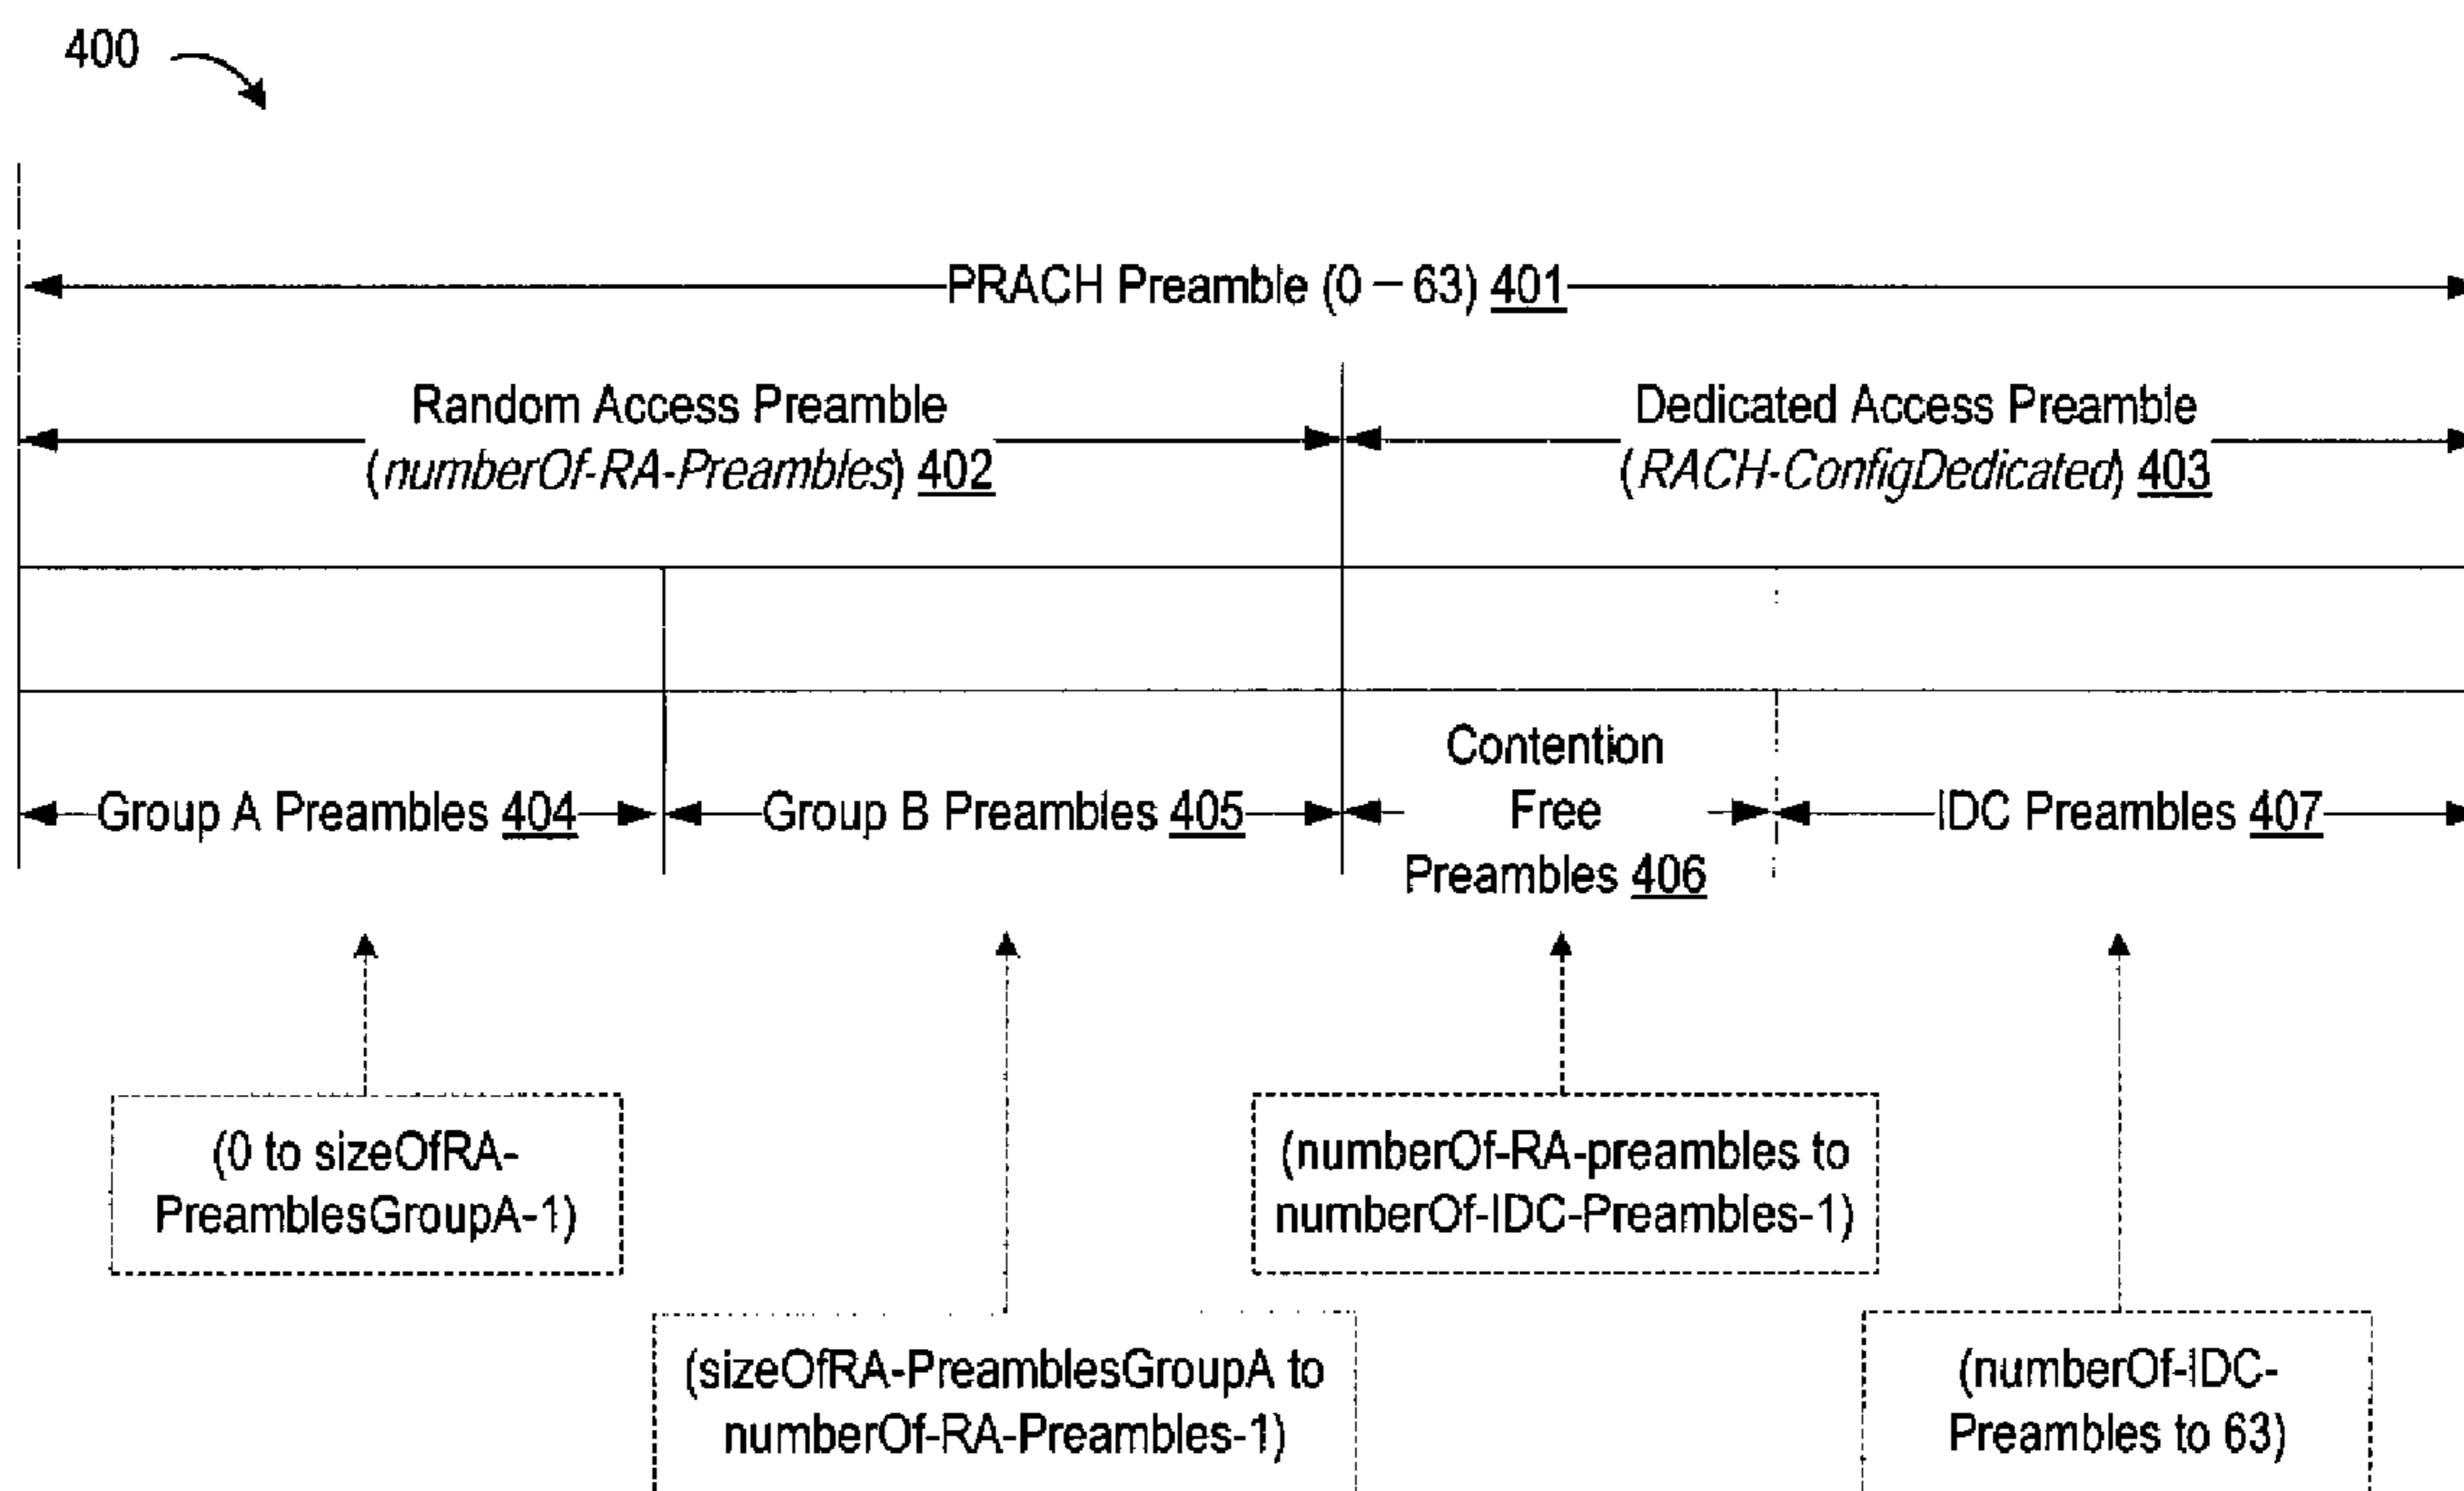 400
PRACH Preamble (0 – 63) 401
Random Access Preamble
(numberOf-RA-Preambles) 402
Dedicated Access Preamble
(RACH-ConfigDedicated) 403
Group A Preambles 404
Group B Preambles 405
Contention
Free
Preambles 406
IDC Preambles 407
(0 to sizeOfRA-
PreamblesGroupA-1)
(sizeOfRA-PreamblesGroupA to
numberOf-RA-Preambles-1)
(numberOf-RA-preambles to
numberOf-IDC-Preambles-1)
(numberOf-IDC-
Preambles to 63)